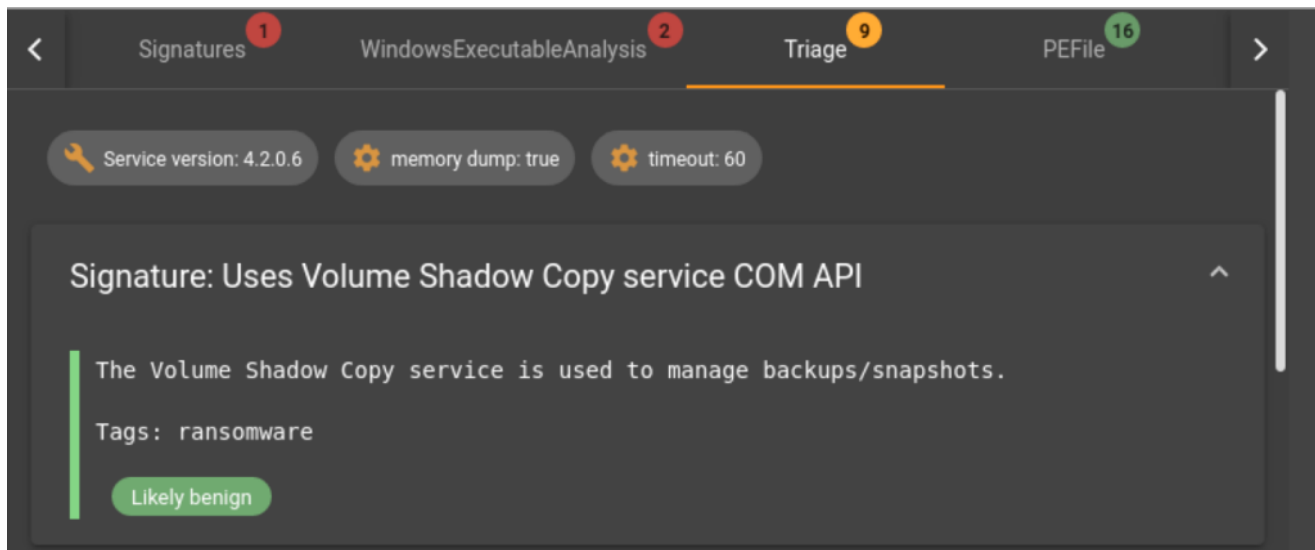 Signatures 1 WindowsExecutableAnalysis 2 Triage 9 PEFile 16
Service version: 4.2.0.6 memory dump: true timeout: 60
Signature: Uses Volume Shadow Copy service COM API
The Volume Shadow Copy service is used to manage backups/snapshots.
Tags: ransomware
Likely benign